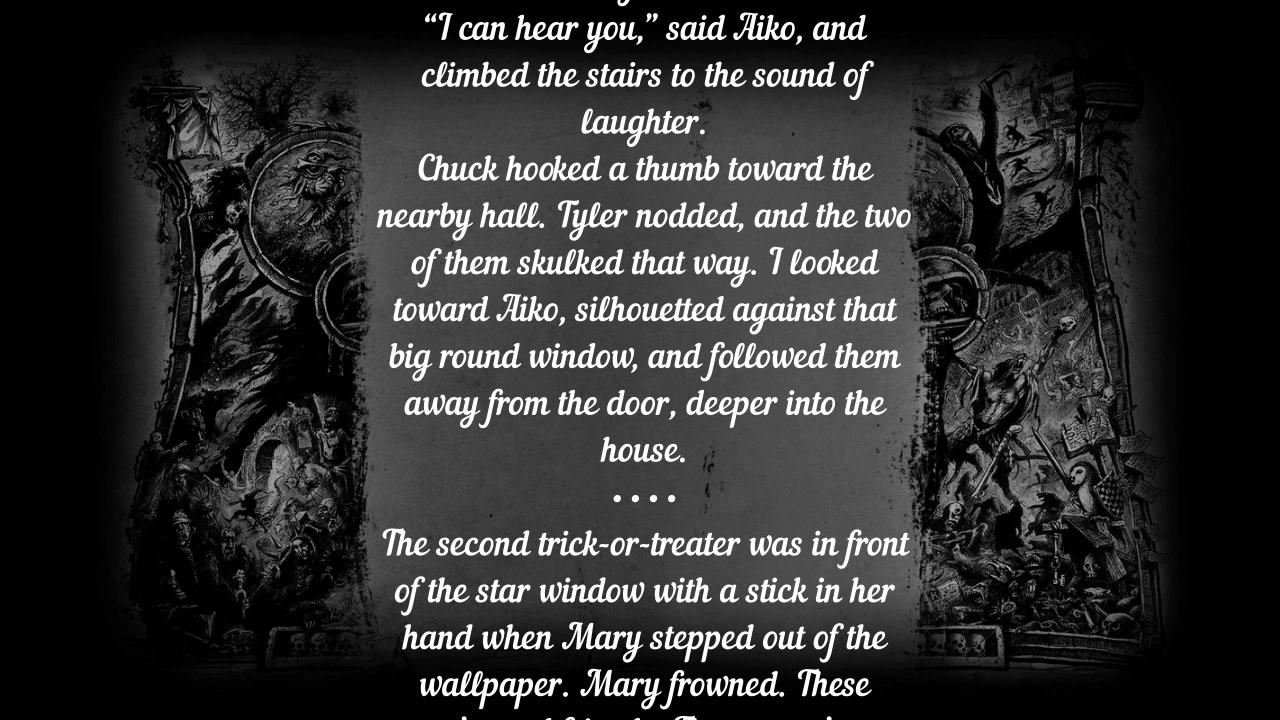 “I can hear you,” said Aiko, and
climbed the stairs to the sound of
laughter.
Chuck hooked a thumb toward the
nearby hall. Tyler nodded, and the two
of them skulked that way. I looked
toward Aiko, silhouetted against that
big round window, and followed them
away from the door, deeper into the
house.
....
The second trick-or-treater was in front
of the star window with a stick in her
hand when Mary stepped out of the
wallpaper. Mary frowned. These